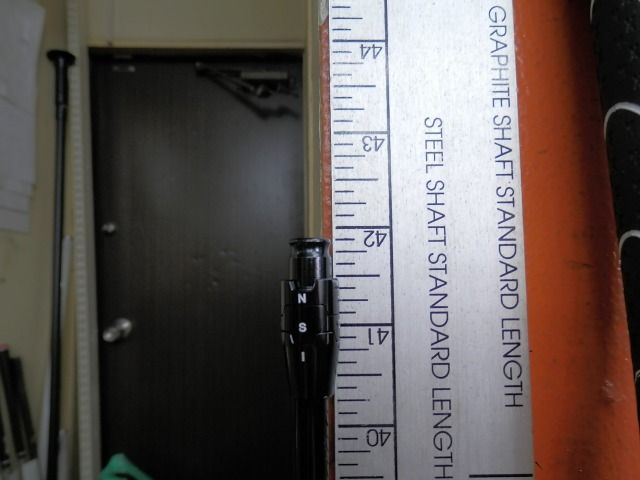 GRAPHITE SHAFT STANDARD LENGTH
STEEL SHAFT STANDARD LENGTH
44
43
42
41
40
N
S
I